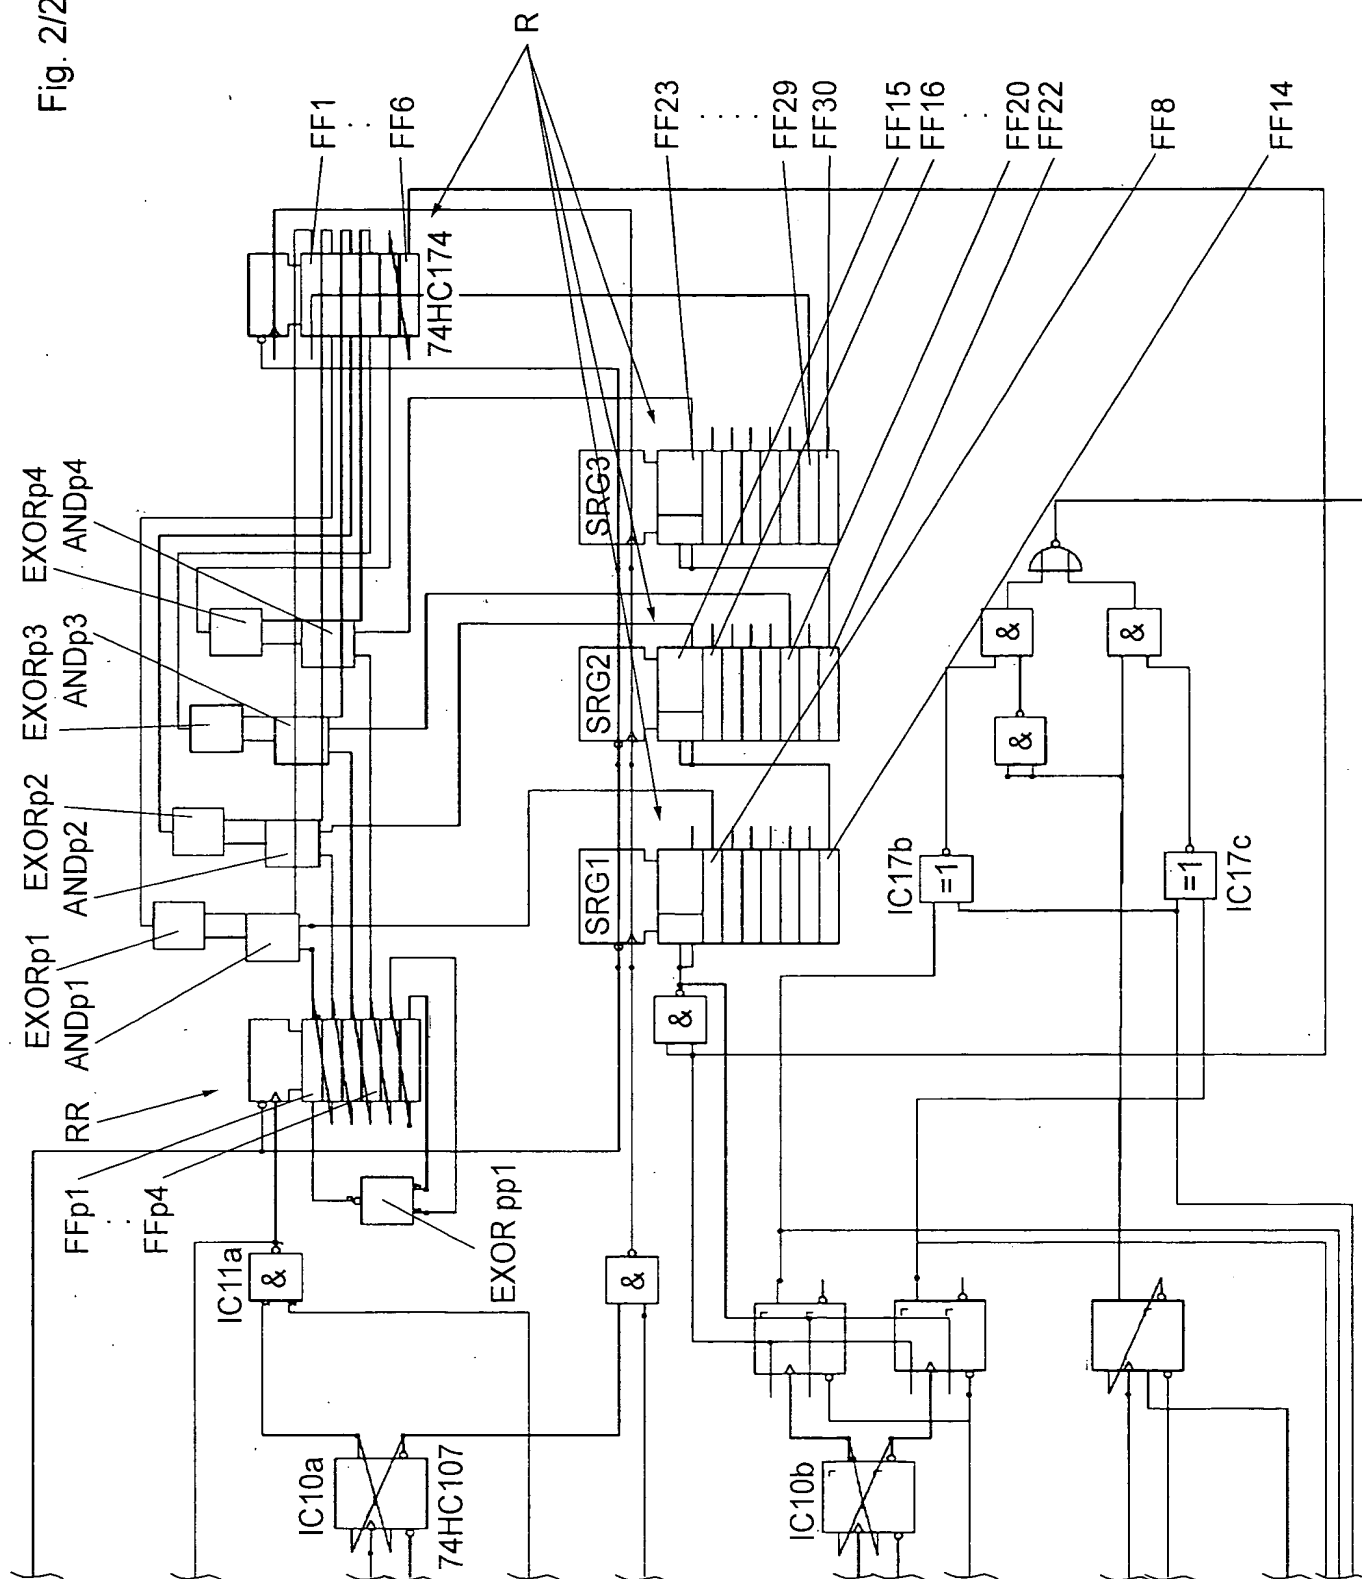 Fig. 2/2
R
EXORp4
ANDp4
EXORp3
ANDp3
EXORp2
ANDp2
EXORp1
ANDp1
RR
FFp1
FFp4
IC11a
&
EXOR pp1
IC10a
74HC107
FF1
FF6
74HC174
FF23
FF29
FF30
FF15
FF16
FF20
FF22
FF8
FF14
SRG3
SRG2
SRG1
&
&
&
&
&
IC17b
=1
=1
IC17c
IC10b